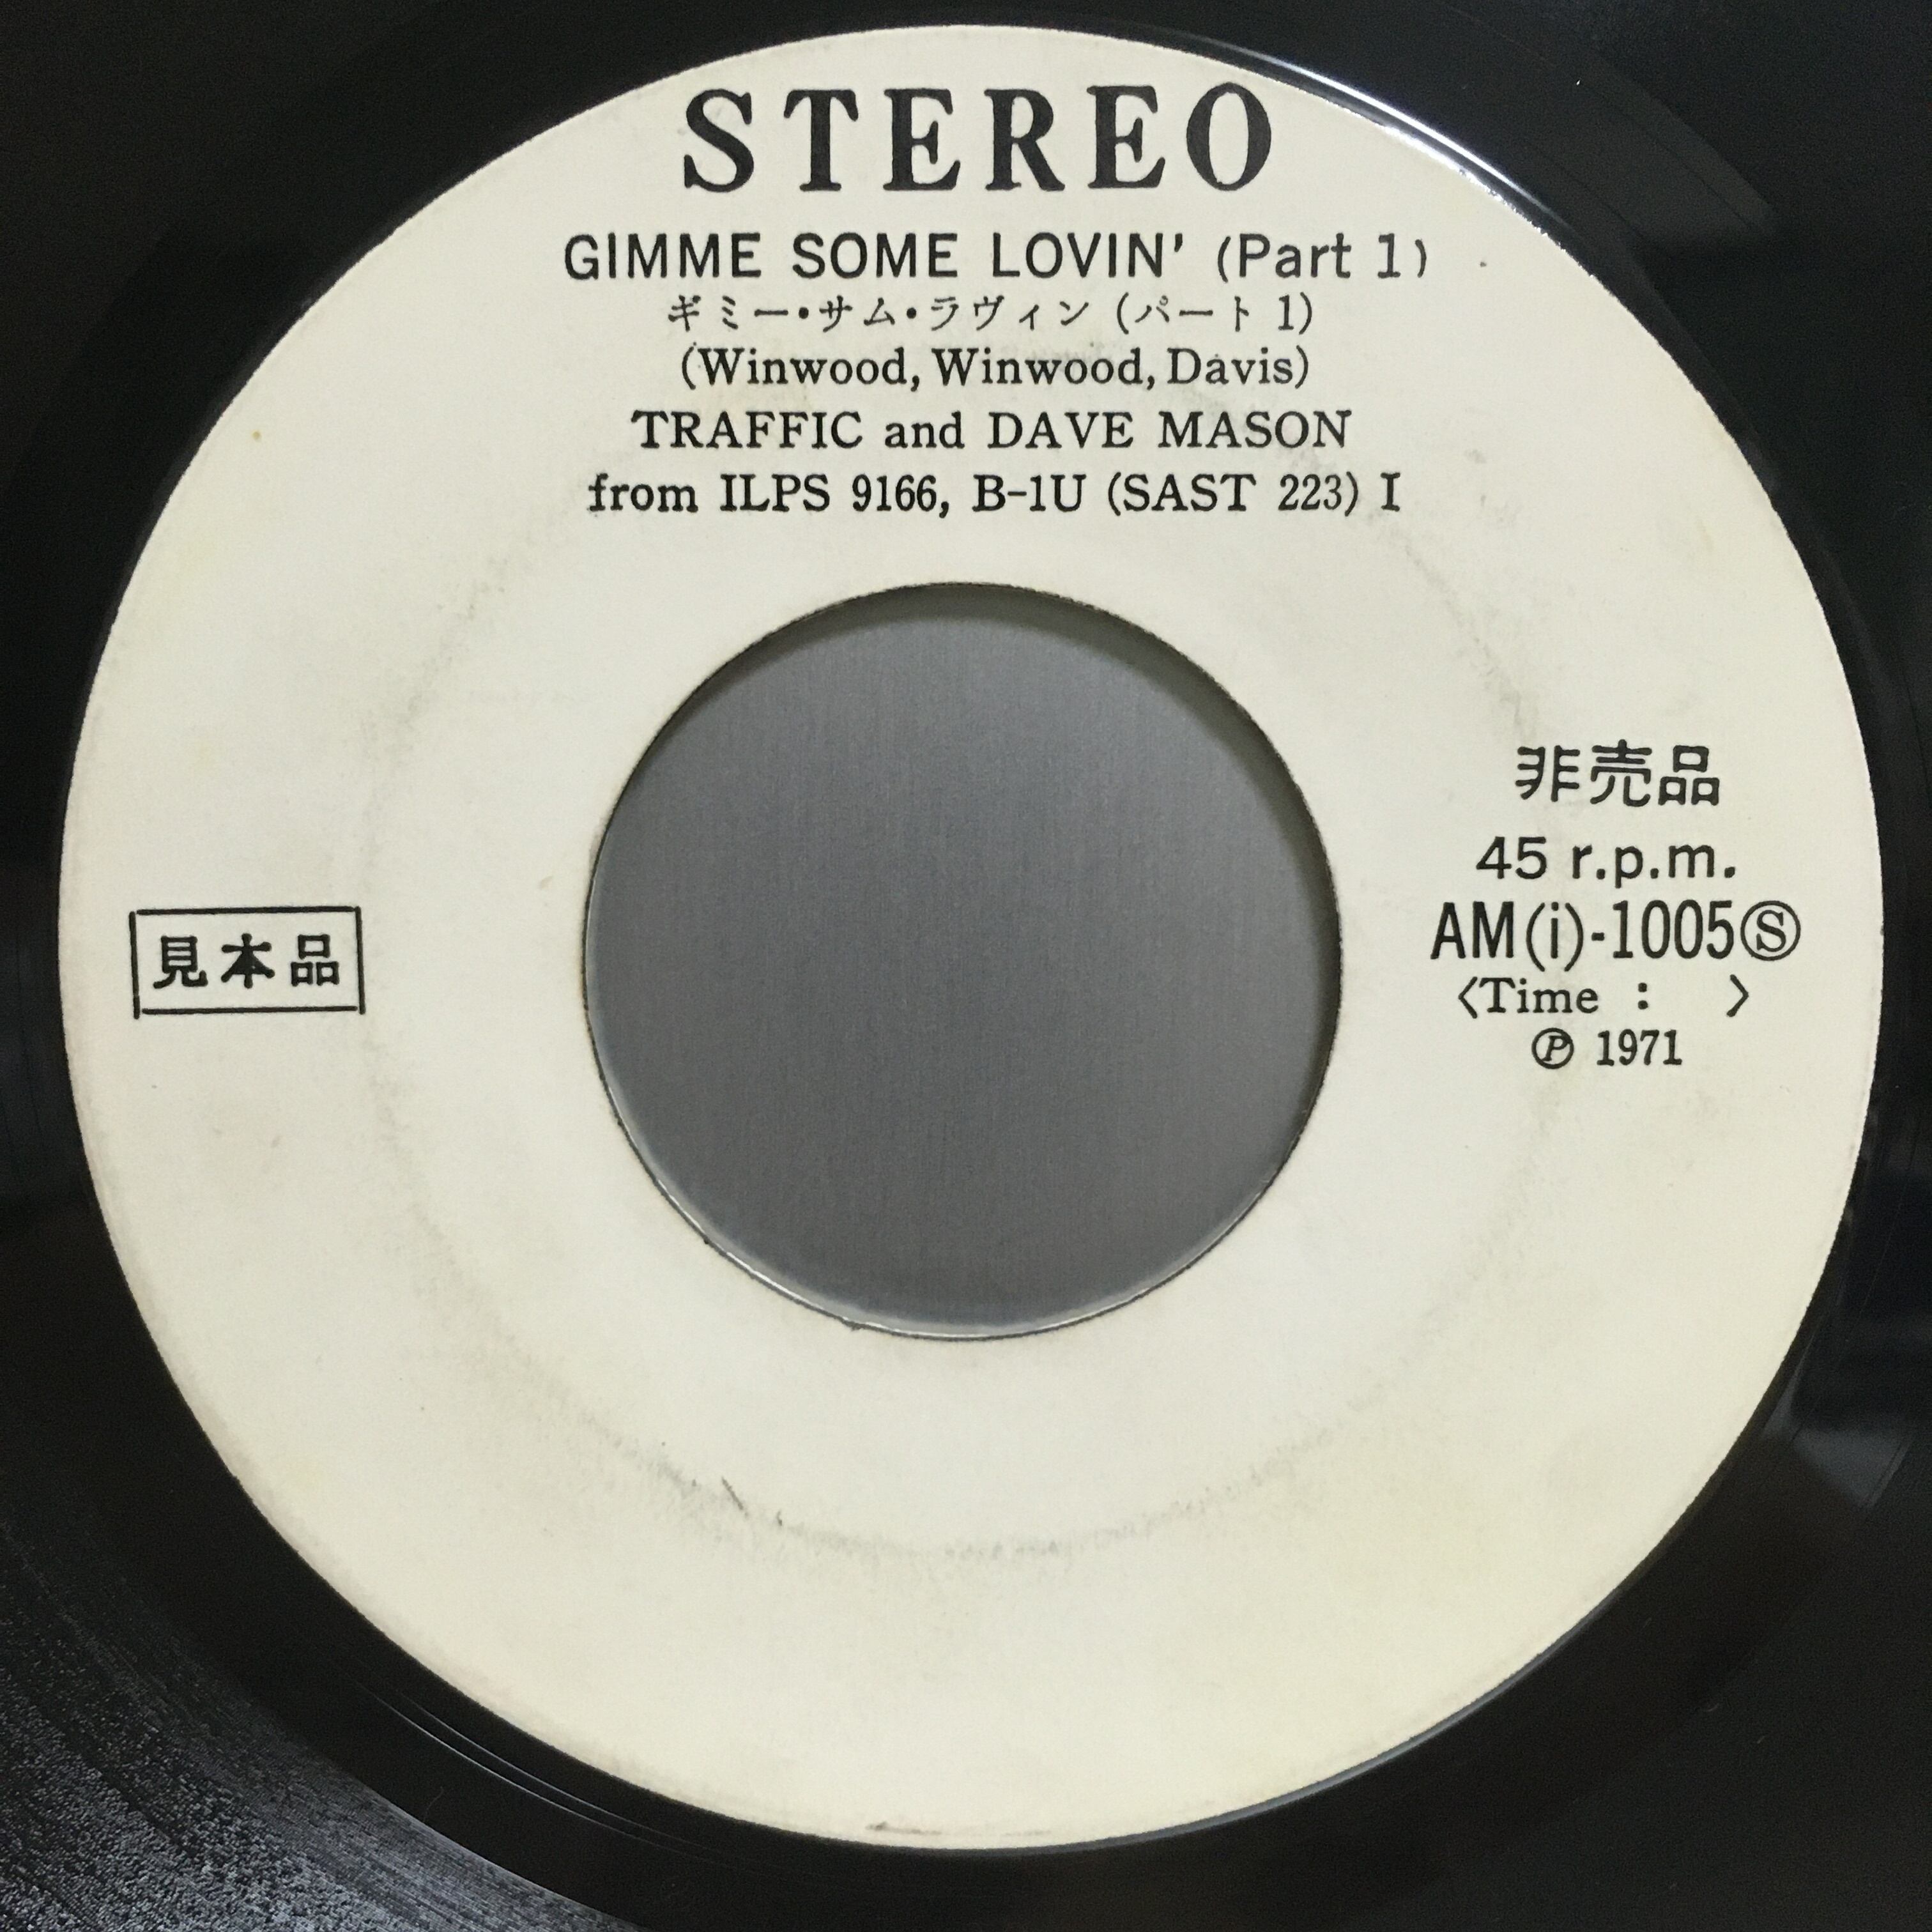 STEREO
GIMME SOME LOVIN' (Part 1)
ギミー・サム・ラヴィン (パート 1)
(Winwood, Winwood, Davis)
TRAFFIC and DAVE MASON
from ILPS 9166, B-1U (SAST 223) I
見本品
非売品
45 r.p.m.
AM(i)-1005Ⓢ
〈Time : 〉
℗ 1971